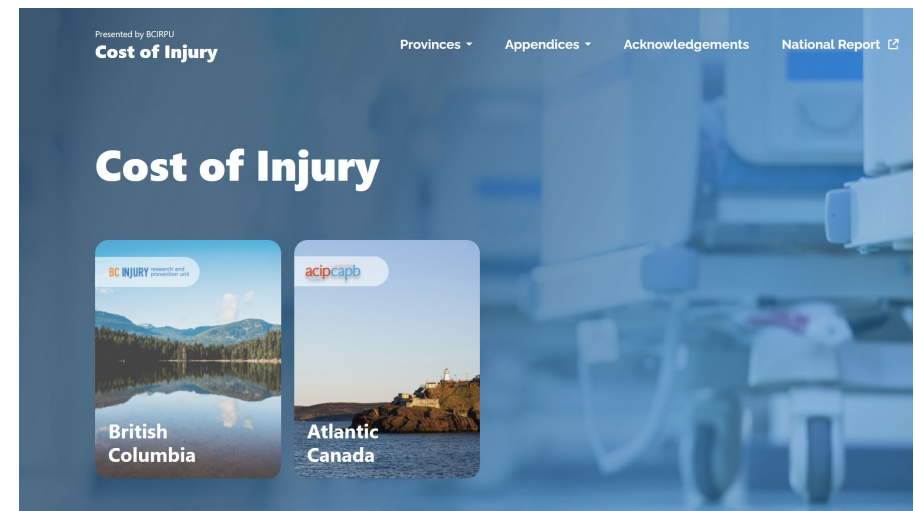 Presented by BCIRPU
Cost of Injury
Provinces
Appendices
Acknowledgements
National Report
Cost of Injury
BC INJURY research and
prevention unit
acipcapb
British
Columbia
Atlantic
Canada